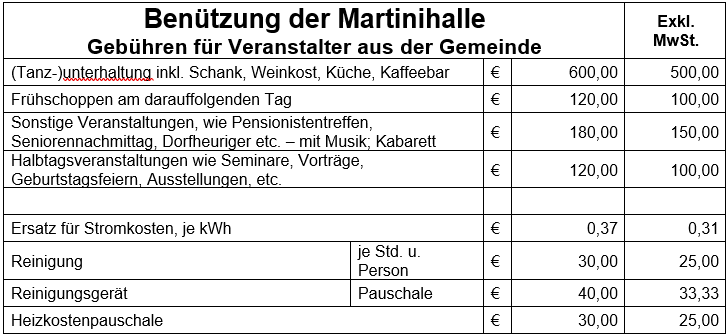 Benützung der Martinihalle
Gebühren für Veranstalter aus der Gemeinde
Exkl.
MwSt.
(Tanz-)unterhaltung inkl. Schank, Weinkost, Küche, Kaffeebar € 600,00 500,00
Frühschoppen am darauffolgenden Tag € 120,00 100,00
Sonstige Veranstaltungen, wie Pensionistentreffen,
Seniorennachmittag, Dorfheuriger etc. – mit Musik; Kabarett € 180,00 150,00
Halbtagsveranstaltungen wie Seminare, Vorträge,
Geburtstagsfeiern, Ausstellungen, etc. € 120,00 100,00
Ersatz für Stromkosten, je kWh € 0,37 0,31
Reinigung je Std. u.
Person € 30,00 25,00
Reinigungsgerät Pauschale € 40,00 33,33
Heizkostenpauschale € 30,00 25,00